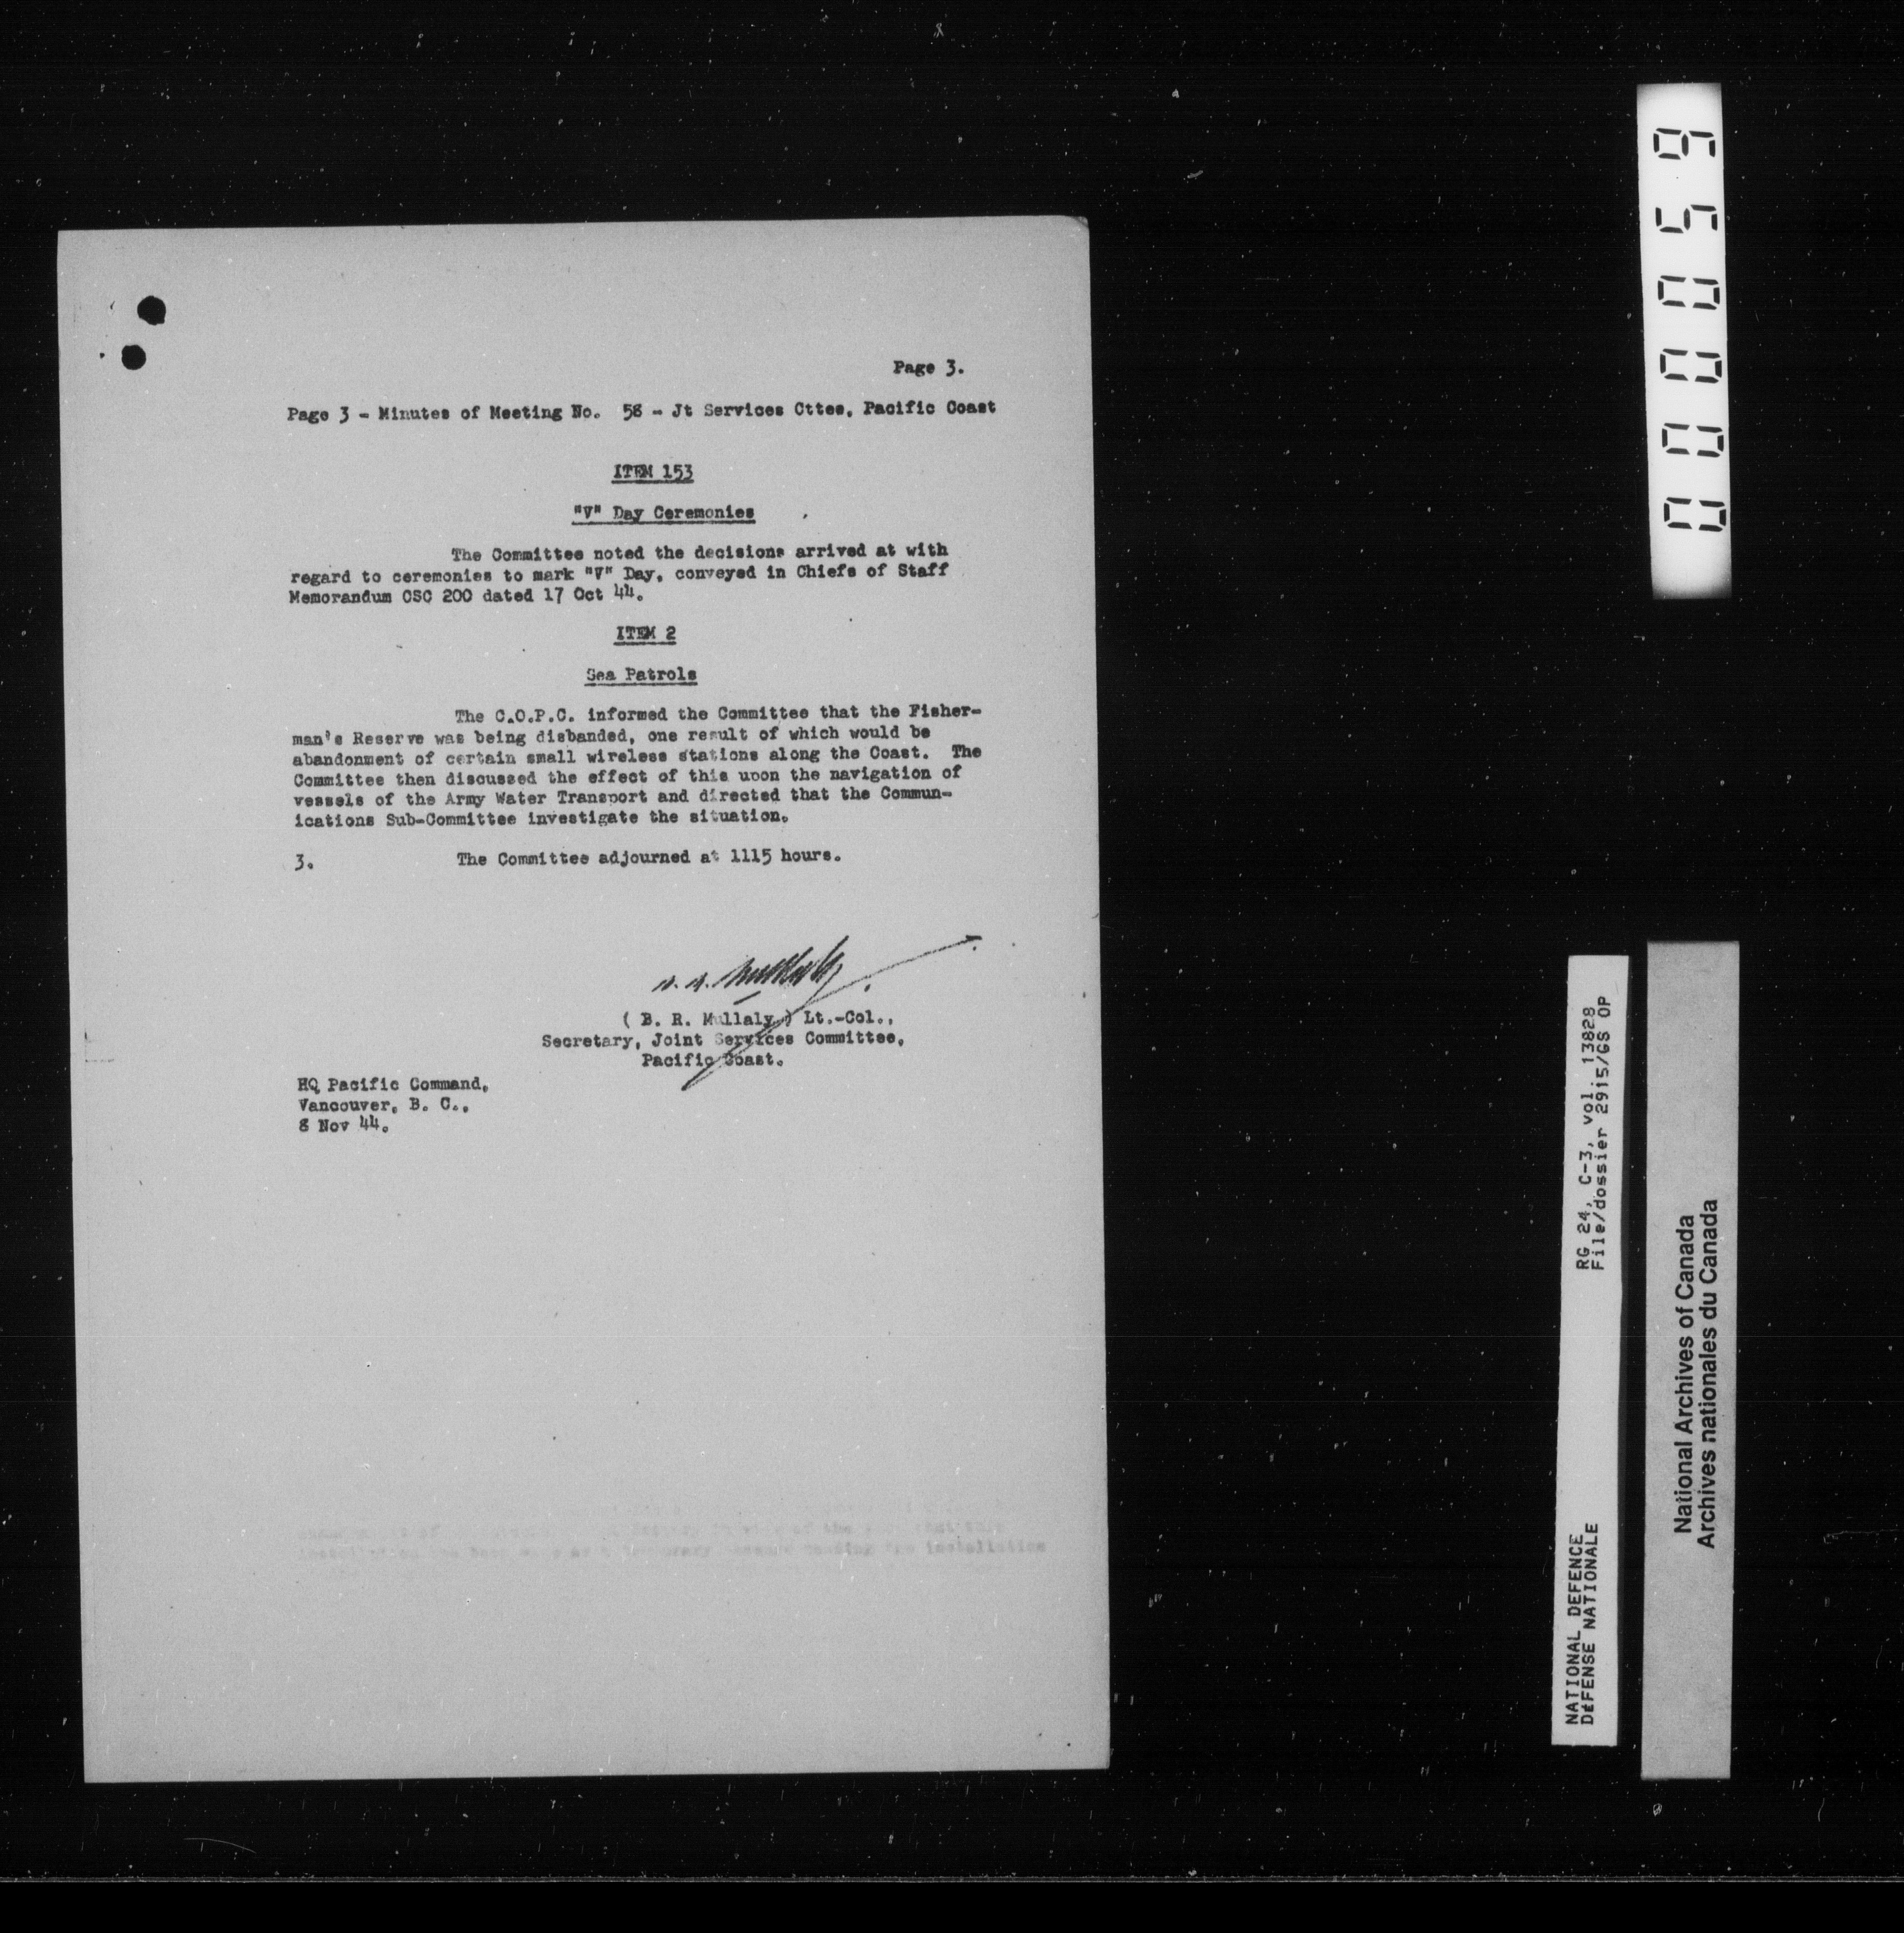 Page 3.
Page 3 - Minutes of Meeting No. 58 - Jt Services Cttee, Pacific Coast
ITEM 153
"V" Day Ceremonies
The Committee noted the decisions arrived at with
regard to ceremonies to mark "V" Day, conveyed in Chiefs of Staff
Memorandum CSC 200 dated 17 Oct 44.
ITEM 2
Sea Patrols
The C.O.P.C. informed the Committee that the Fisher-
man's Reserve was being disbanded, one result of which would be
abandonment of certain small wireless stations along the Coast. The
Committee then discussed the effect of this upon the navigation of
vessels of the Army Water Transport and directed that the Commun-
ications Sub-Committee investigate the situation.
3. The Committee adjourned at 1115 hours.
( B. R. Mullaly ) Lt.-Col.,
Secretary, Joint Services Committee,
Pacific Coast.
HQ Pacific Command,
Vancouver, B. C.,
8 Nov 44.
000059
RG 24, C-3, vol. 13828
File/dossier 2915/GS OP
NATIONAL DEFENCE
DÉFENSE NATIONALE
National Archives of Canada
Archives nationales du Canada